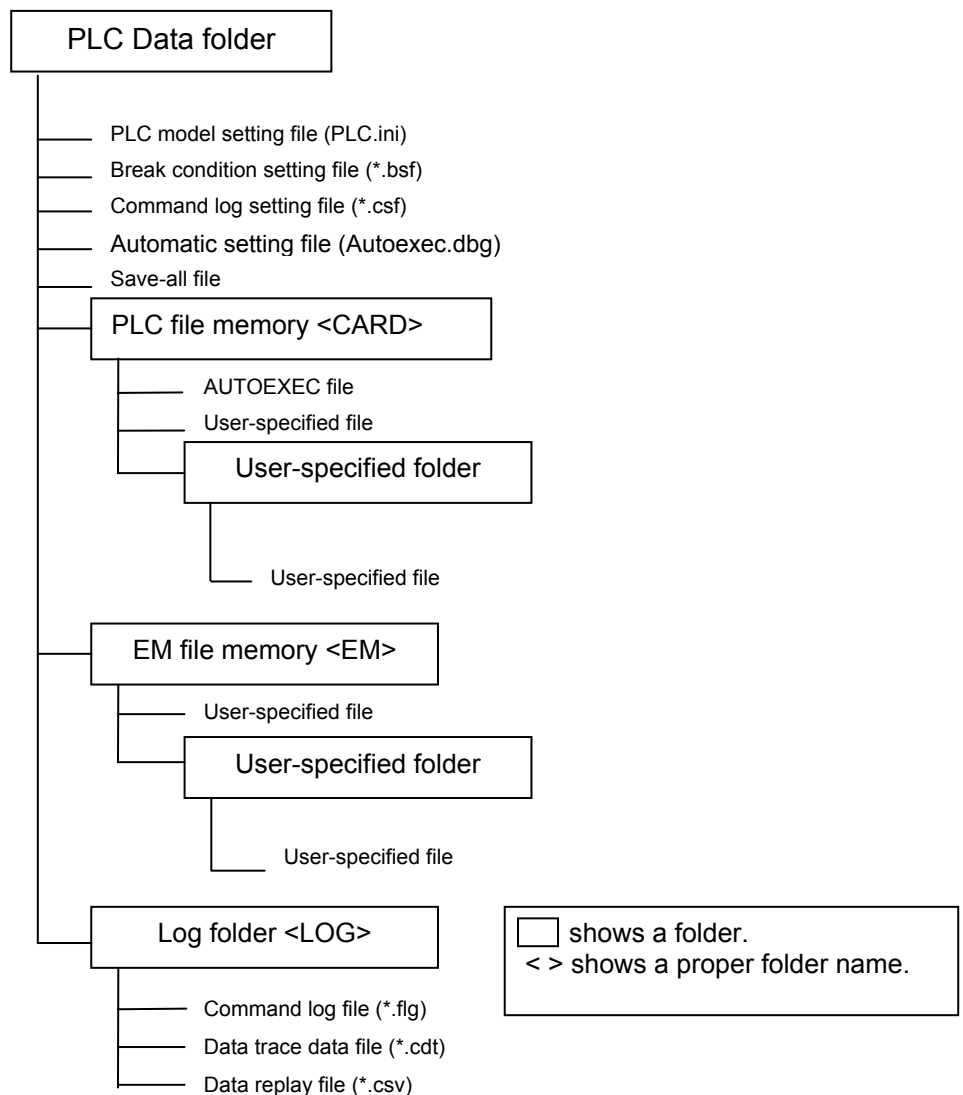 PLC Data folder
PLC model setting file (PLC.ini)
Break condition setting file (*.bsf)
Command log setting file (*.csf)
Automatic setting file (Autoexec.dbg)
Save-all file
PLC file memory <CARD>
AUTOEXEC file
User-specified file
User-specified folder
User-specified file
EM file memory <EM>
User-specified file
User-specified folder
User-specified file
Log folder <LOG>
Command log file (*.flg)
Data trace data file (*.cdt)
Data replay file (*.csv)
shows a folder.
< > shows a proper folder name.